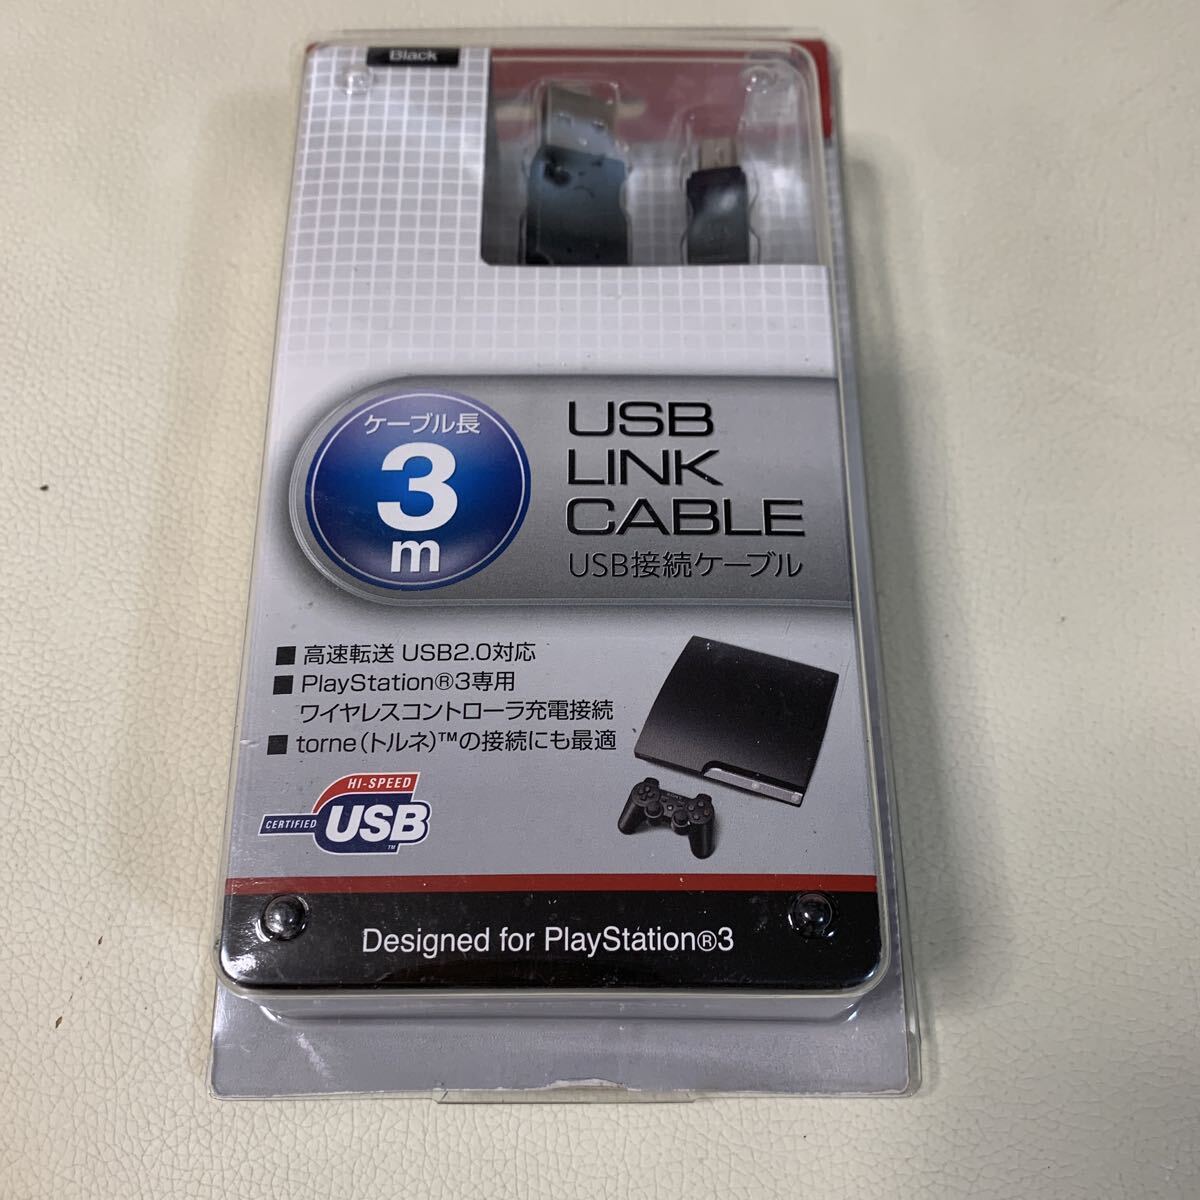 Black
ケーブル長
3
m
USB
LINK
CABLE
USB接続ケーブル
■ 高速転送 USB2.0対応
■ PlayStation®3専用
ワイヤレスコントローラ充電接続
■ torne(トルネ)™の接続にも最適
HI-SPEED
CERTIFIED USB™
Designed for PlayStation®3